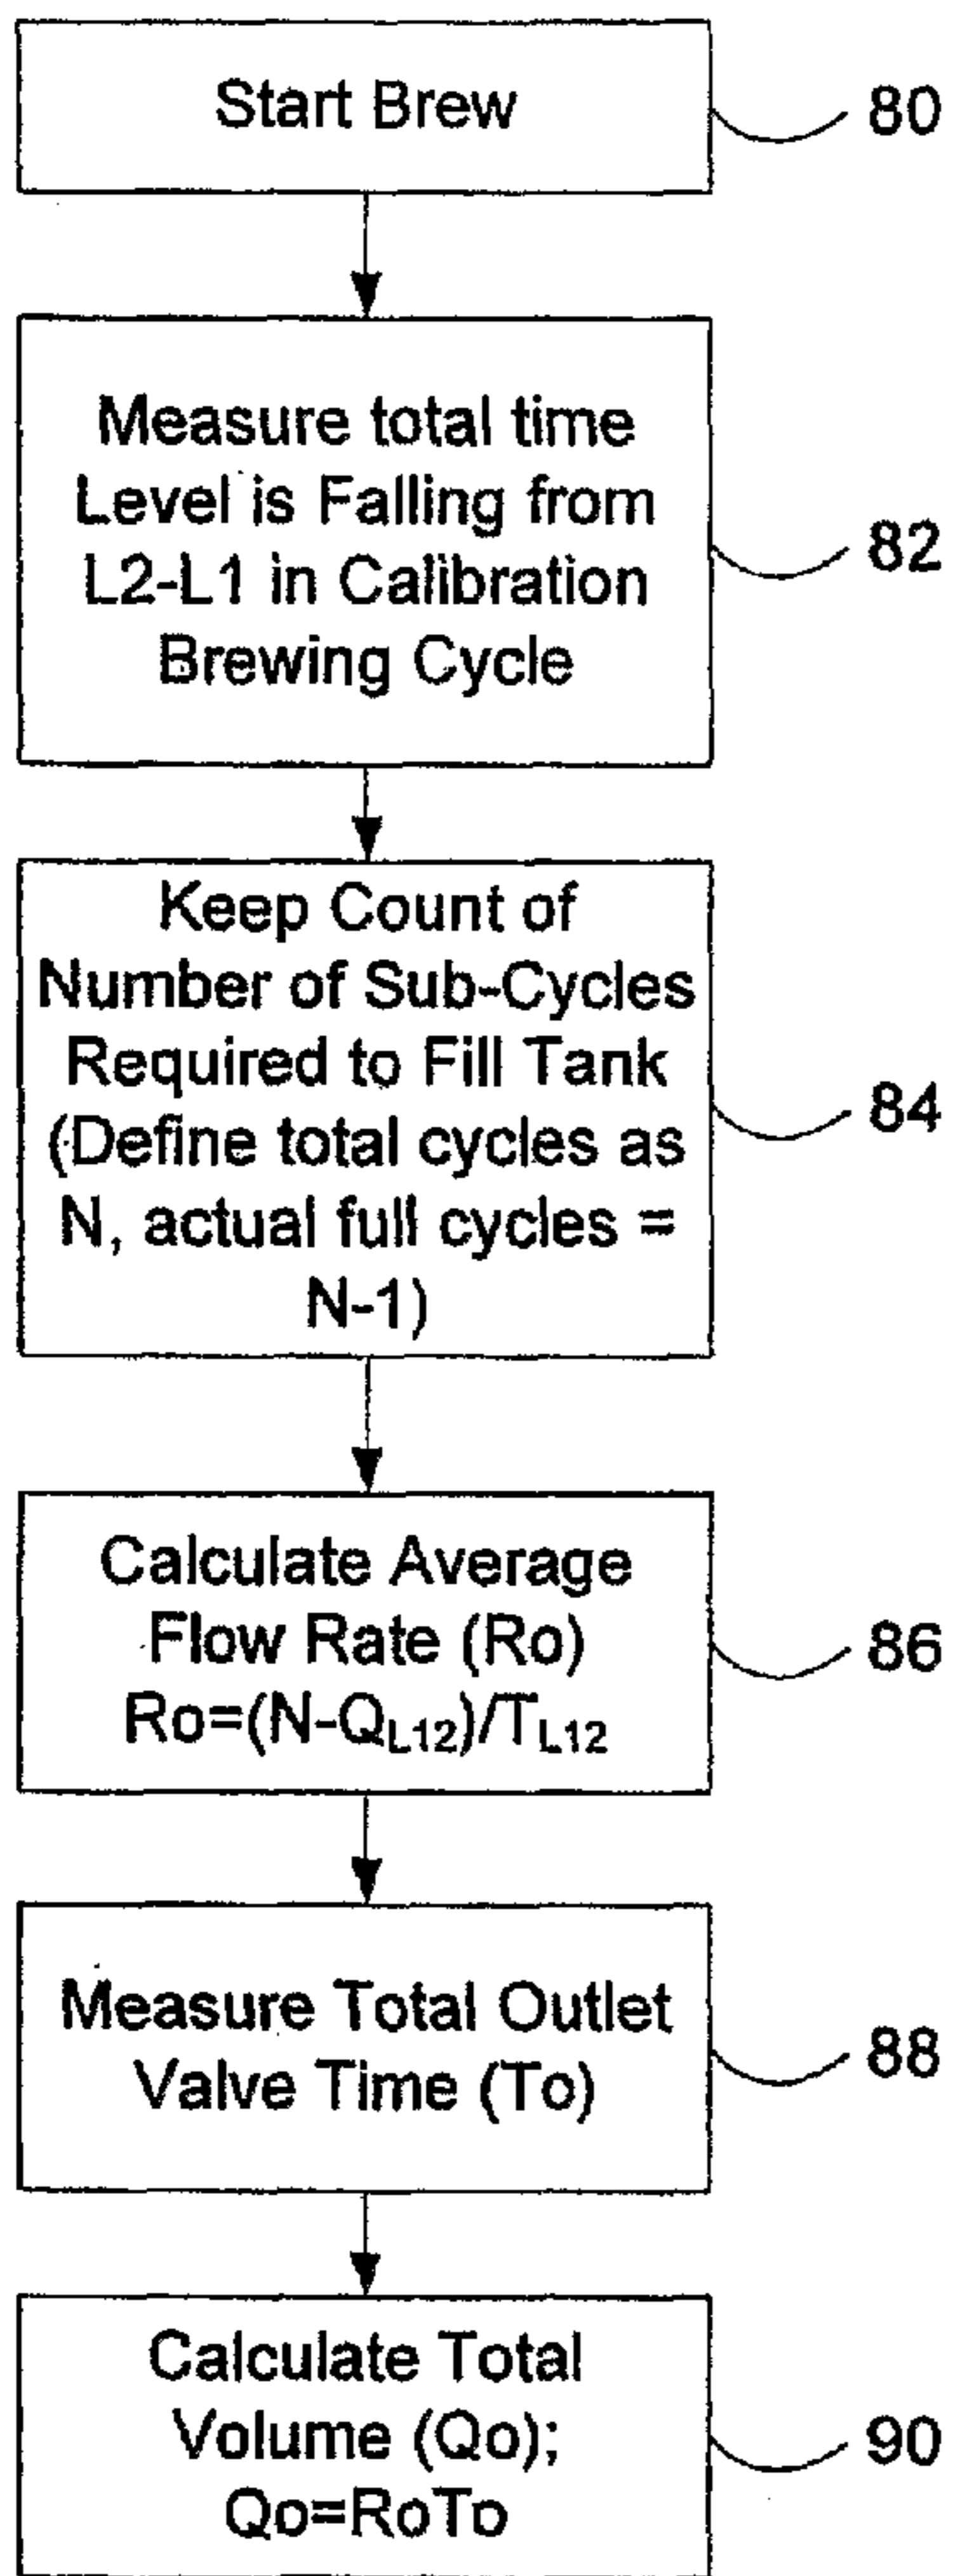 Start Brew
80
Measure total time
Level is Falling from
L2-L1 in Calibration
Brewing Cycle
82
Keep Count of
Number of Sub-Cycles
Required to Fill Tank
(Define total cycles as
N, actual full cycles =
N-1)
84
Calculate Average
Flow Rate (Ro)
Ro=(N-QL12)/TL12
86
Measure Total Outlet
Valve Time (To)
88
Calculate Total
Volume (Qo);
Qo=RoTo
90